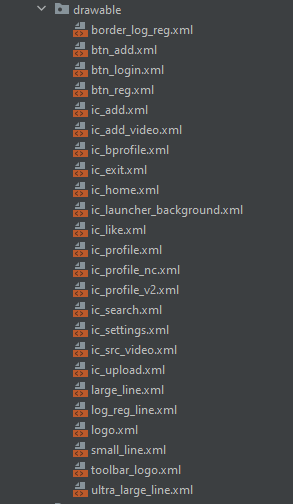 drawable
border_log_reg.xml
btn_add.xml
btn_login.xml
btn_reg.xml
ic_add.xml
ic_add_video.xml
ic_bprofile.xml
ic_exit.xml
ic_home.xml
ic_launcher_background.xml
ic_like.xml
ic_profile.xml
ic_profile_nc.xml
ic_profile_v2.xml
ic_search.xml
ic_settings.xml
ic_src_video.xml
ic_upload.xml
large_line.xml
log_reg_line.xml
logo.xml
small_line.xml
toolbar_logo.xml
ultra_large_line.xml